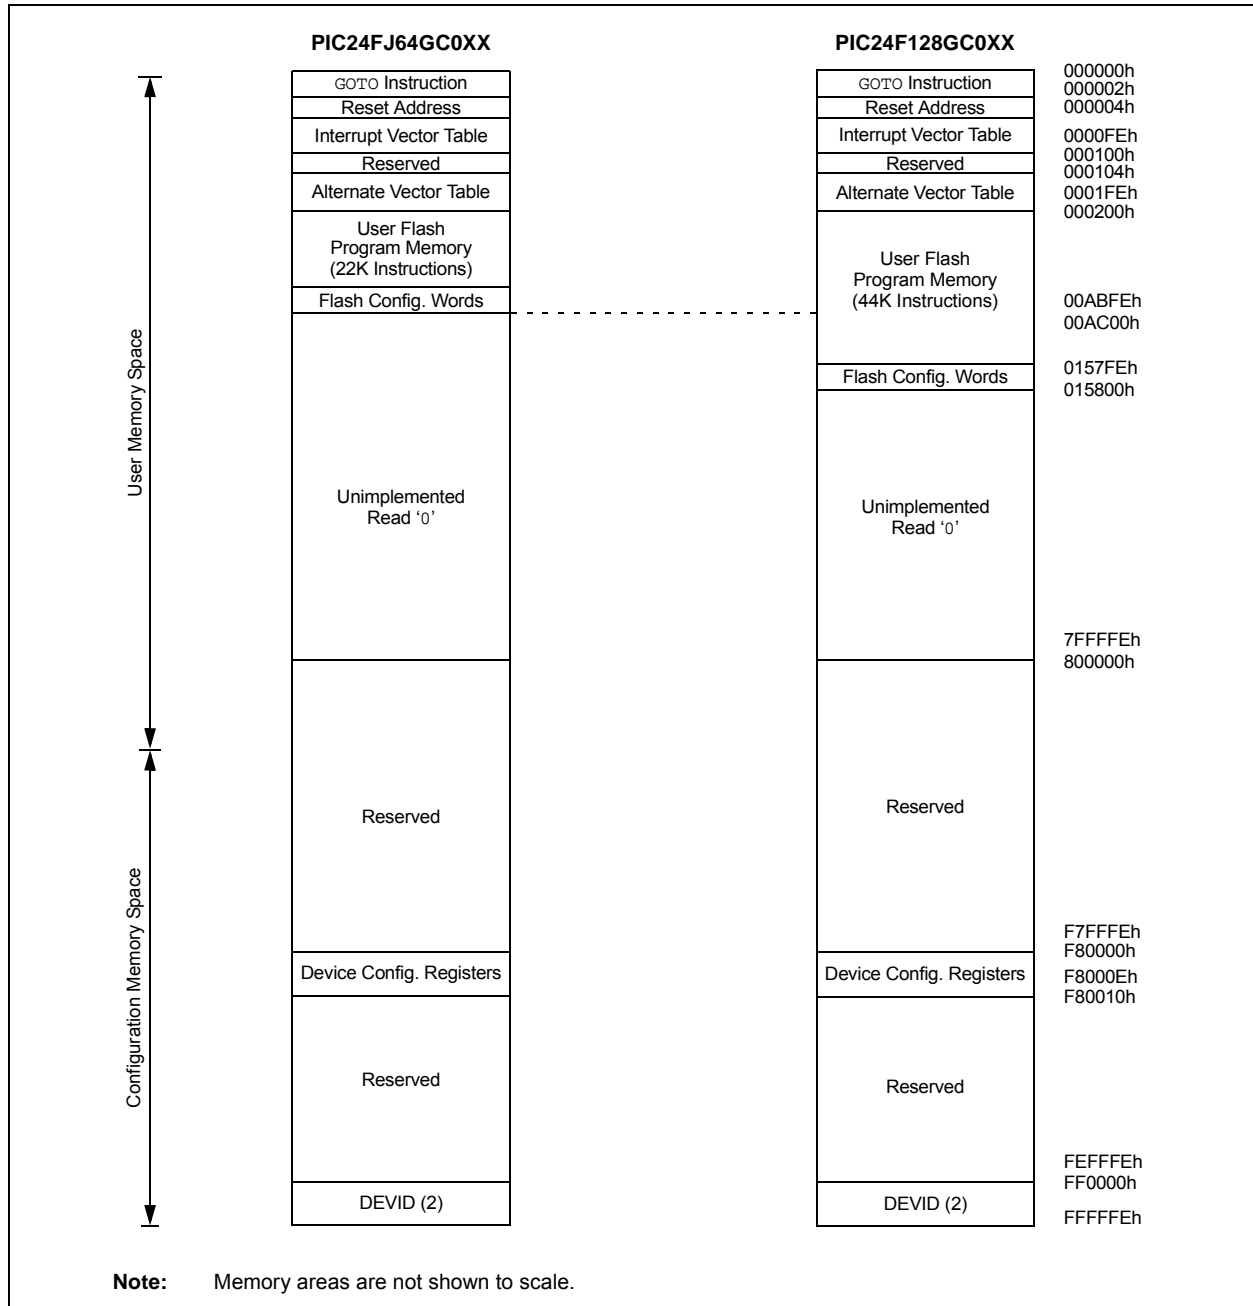 PIC24FJ64GC0XX
PIC24F128GC0XX
GOTO Instruction
Reset Address
Interrupt Vector Table
Reserved
Alternate Vector Table
User Flash
Program Memory
(22K Instructions)
Flash Config. Words
Unimplemented
Read ‘0’
Reserved
Device Config. Registers
Reserved
DEVID (2)
GOTO Instruction
Reset Address
Interrupt Vector Table
Reserved
Alternate Vector Table
User Flash
Program Memory
(44K Instructions)
Flash Config. Words
Unimplemented
Read ‘0’
Reserved
Device Config. Registers
Reserved
DEVID (2)
000000h
000002h
000004h
0000FEh
000100h
000104h
0001FEh
000200h
00ABFEh
00AC00h
0157FEh
015800h
7FFFFEh
800000h
F7FFFEh
F80000h
F8000Eh
F80010h
FEFFFEh
FF0000h
FFFFFEh
User Memory Space
Configuration Memory Space
Note: Memory areas are not shown to scale.